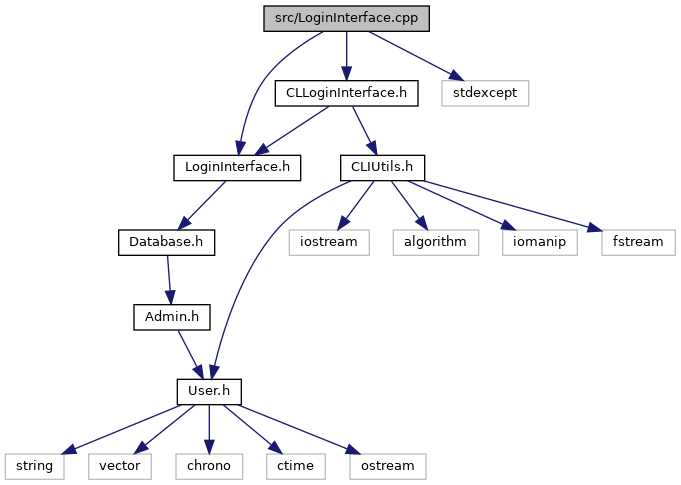 src/LoginInterface.cpp
CLLoginInterface.h
stdexcept
LoginInterface.h
CLIUtils.h
Database.h
iostream
algorithm
iomanip
fstream
Admin.h
User.h
string
vector
chrono
ctime
ostream